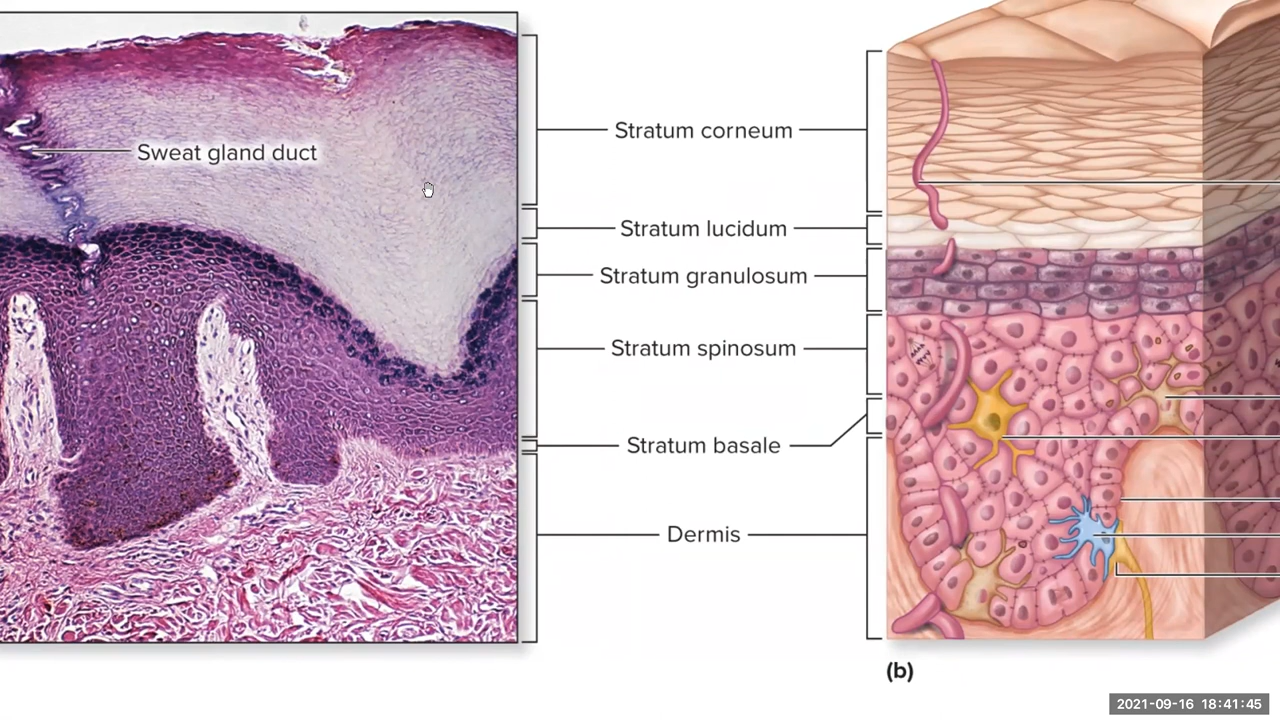 Sweat gland duct
Stratum corneum
Stratum lucidum
Stratum granulosum
Stratum spinosum
Stratum basale
Dermis
(b)
2021-09-16 18:41:45